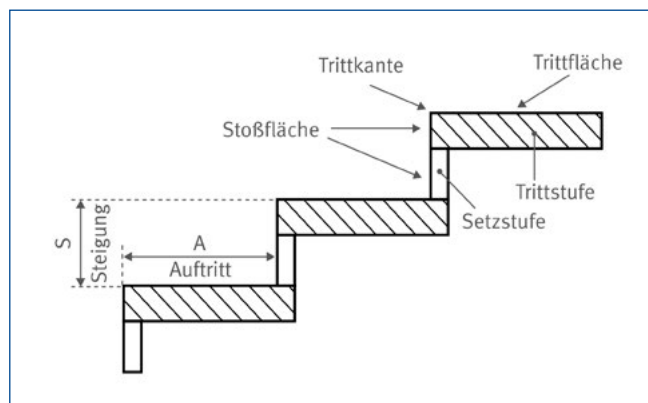 Trittkante
Trittfläche
Stoßfläche
Trittstufe
Setzstufe
S
Steigung
A
Auftritt